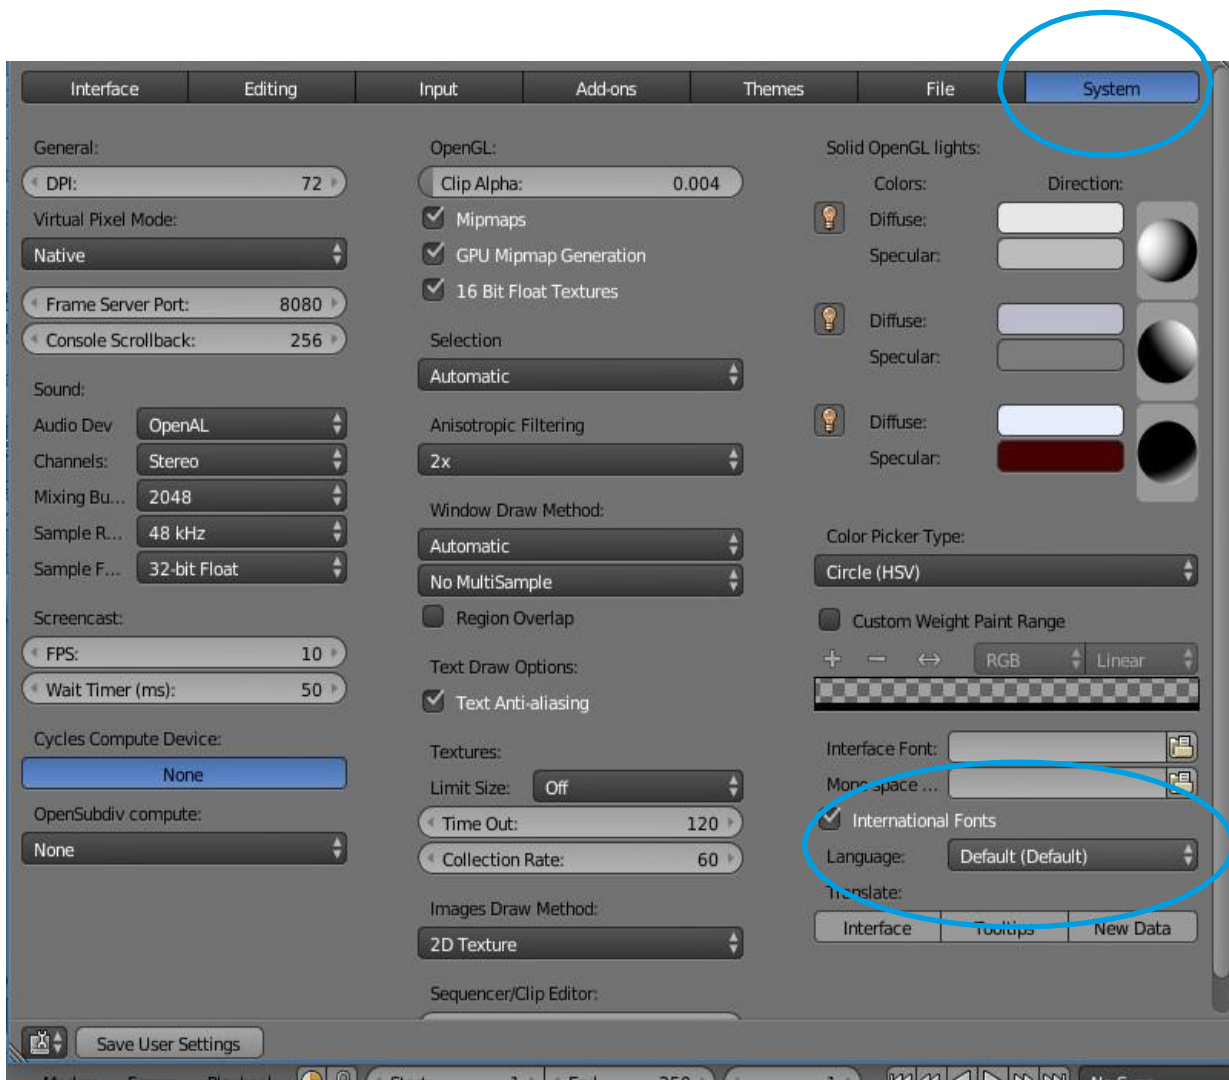 Interface Editing Input Add-ons Themes File System
General:
DPI: 72
Virtual Pixel Mode:
Native
Frame Server Port: 8080
Console Scrollback: 256
Sound:
Audio Dev OpenAL
Channels: Stereo
Mixing Bu... 2048
Sample R... 48 kHz
Sample F... 32-bit Float
Screencast:
FPS: 10
Wait Timer (ms): 50
Cycles Compute Device:
None
OpenSubdiv compute:
None
OpenGL:
Clip Alpha: 0.004
Mipmaps
GPU Mipmap Generation
16 Bit Float Textures
Selection
Automatic
Anisotropic Filtering
2x
Window Draw Method:
Automatic
No MultiSample
Region Overlap
Text Draw Options:
Text Anti-aliasing
Textures:
Limit Size: Off
Time Out: 120
Collection Rate: 60
Images Draw Method:
2D Texture
Sequencer/Clip Editor:
Solid OpenGL lights:
Colors: Direction:
Diffuse:
Specular:
Diffuse:
Specular:
Diffuse:
Specular:
Color Picker Type:
Circle (HSV)
Custom Weight Paint Range
RGB Linear
Interface Font:
Mono-space ...
International Fonts
Language: Default (Default)
Translate:
Interface Tooltips New Data
Save User Settings